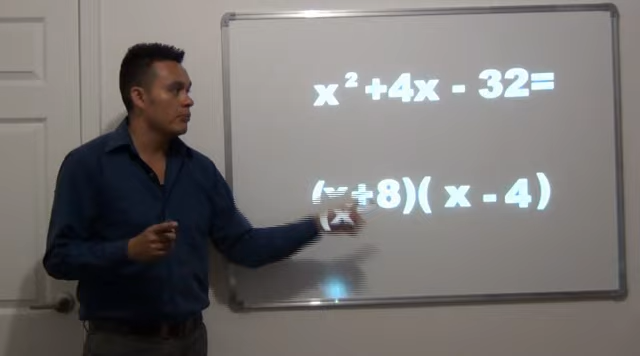 x²+4x - 32=
(x+8)( x - 4)